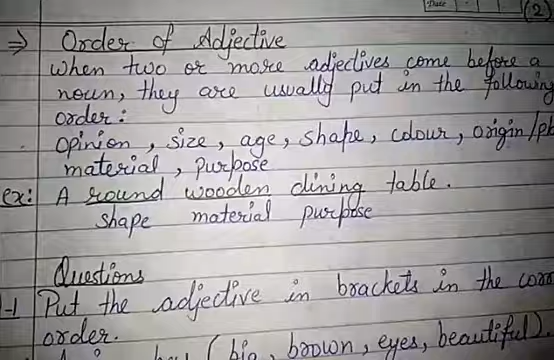 Date
(2)
⇒ Order of Adjective
When two or more adjectives come before a
noun, they are usually put in the following
order:
opinion, size, age, shape, colour, origin/
material, purpose
ex: A round wooden dining table.
shape material purpose
Questions
-1 Put the adjective in brackets in the
order.
(big, brown, eyes, beautiful).